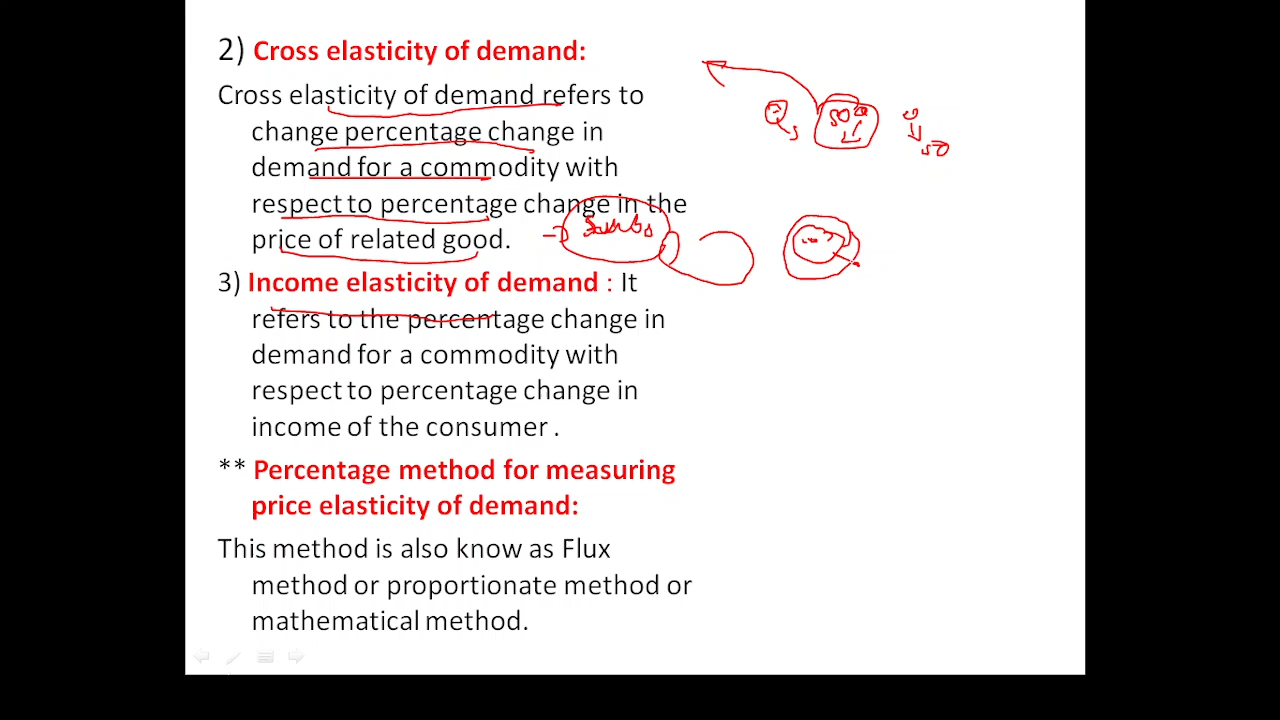 2) Cross elasticity of demand:
Cross elasticity of demand refers to
change percentage change in
demand for a commodity with
respect to percentage change in the
price of related good.
3) Income elasticity of demand : It
refers to the percentage change in
demand for a commodity with
respect to percentage change in
income of the consumer .
** Percentage method for measuring
price elasticity of demand:
This method is also know as Flux
method or proportionate method or
mathematical method.
50